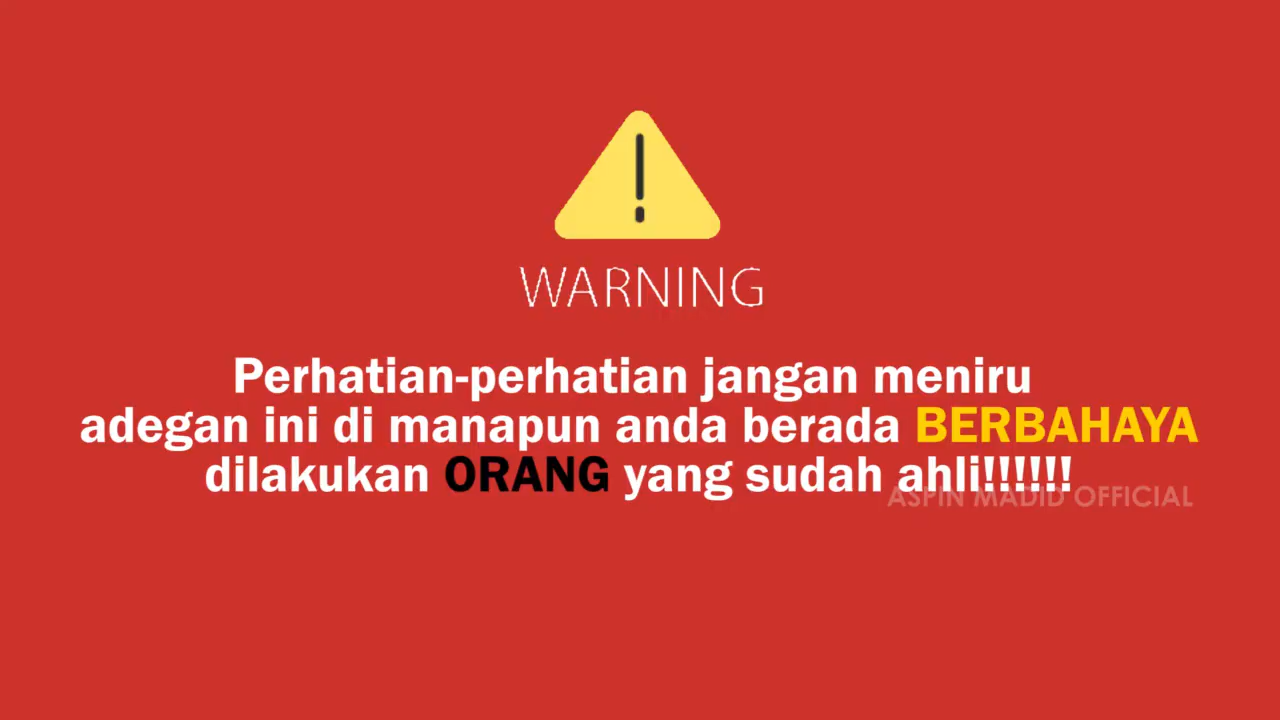 WARNING
Perhatian-perhatian jangan meniru
adegan ini di manapun anda berada BERBAHAYA
dilakukan ORANG yang sudah ahli!!!!!!
ASPIN MADID OFFICIAL